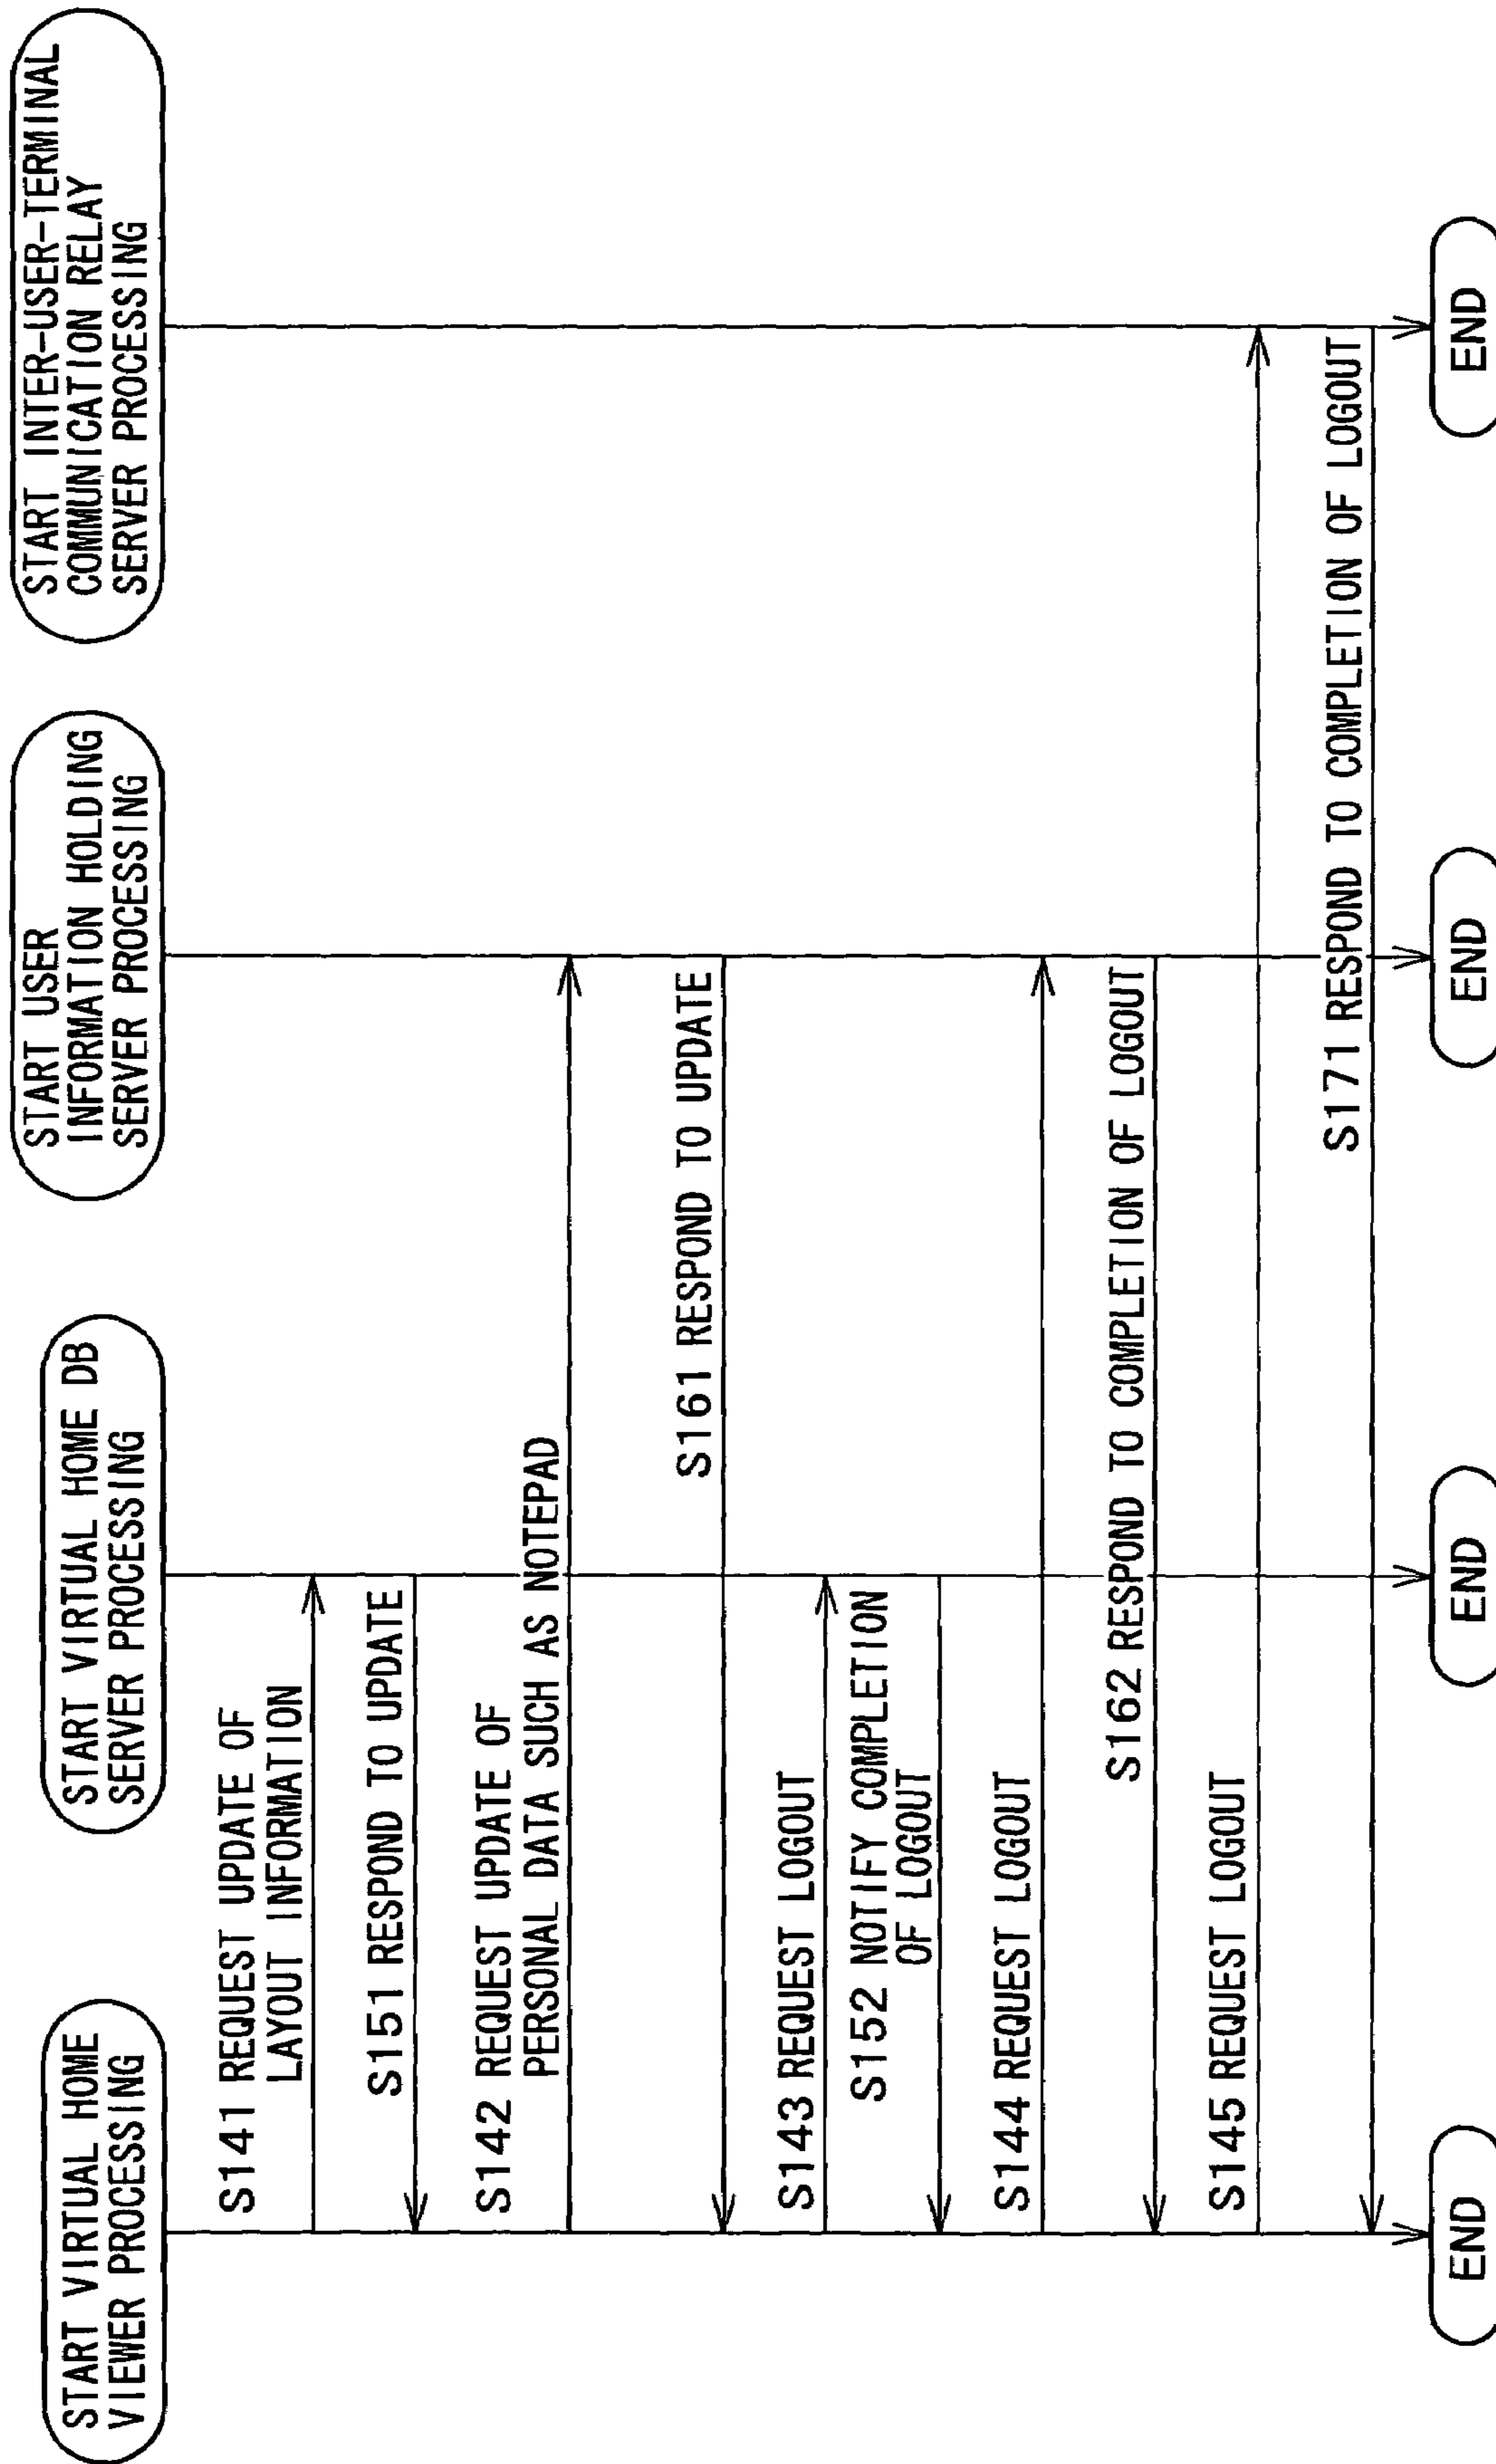 START VIRTUAL HOME
VIEWER PROCESSING
START VIRTUAL HOME DB
SERVER PROCESSING
START USER
INFORMATION HOLDING
SERVER PROCESSING
START INTER-USER-TERMINAL
COMMUNICATION RELAY
SERVER PROCESSING
S141 REQUEST UPDATE OF
LAYOUT INFORMATION
S151 RESPOND TO UPDATE
S142 REQUEST UPDATE OF
PERSONAL DATA SUCH AS NOTEPAD
S161 RESPOND TO UPDATE
S143 REQUEST LOGOUT
S152 NOTIFY COMPLETION
OF LOGOUT
S144 REQUEST LOGOUT
S162 RESPOND TO COMPLETION OF LOGOUT
S145 REQUEST LOGOUT
S171 RESPOND TO COMPLETION OF LOGOUT
END
END
END
END